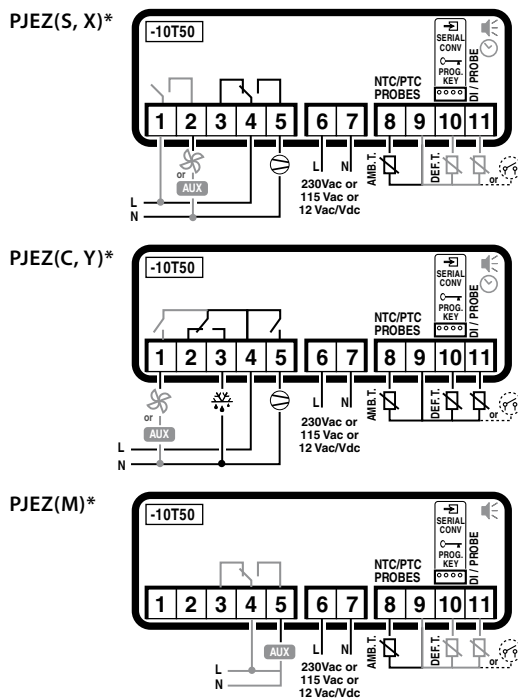 PJEZ(S, X)*
-10T50
SERIAL
CONV
PROG.
KEY
DI / PROBE
NTC/PTC
PROBES
1 2 3 4 5 6 7 8 9 10 11
or
AUX
L
N
L N
230Vac or
115 Vac or
12 Vac/Vdc
AMB.T.
DEF.T.
or
PJEZ(C, Y)*
-10T50
SERIAL
CONV
PROG.
KEY
DI / PROBE
NTC/PTC
PROBES
1 2 3 4 5 6 7 8 9 10 11
or
AUX
L
N
L N
230Vac or
115 Vac or
12 Vac/Vdc
AMB.T.
DEF.T.
or
PJEZ(M)*
-10T50
SERIAL
CONV
PROG.
KEY
DI / PROBE
NTC/PTC
PROBES
1 2 3 4 5 6 7 8 9 10 11
AUX
L
N
L N
230Vac or
115 Vac or
12 Vac/Vdc
AMB.T.
DEF.T.
or